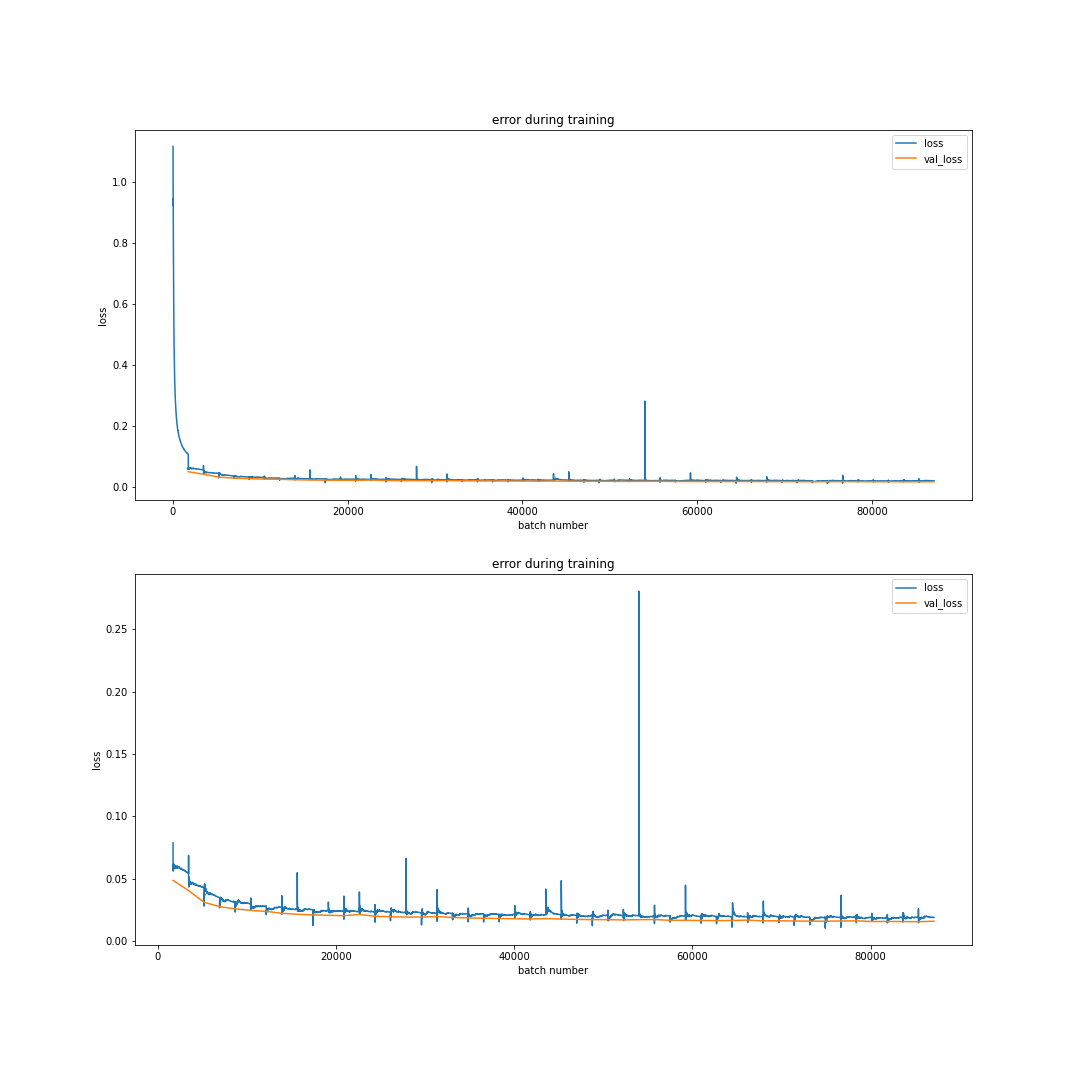 error during training
loss
val_loss
1.0
0.8
0.6
0.4
0.2
0.0
loss
0
20000
40000
60000
80000
batch number
error during training
loss
val_loss
0.25
0.20
0.15
0.10
0.05
0.00
loss
0
20000
40000
60000
80000
batch number